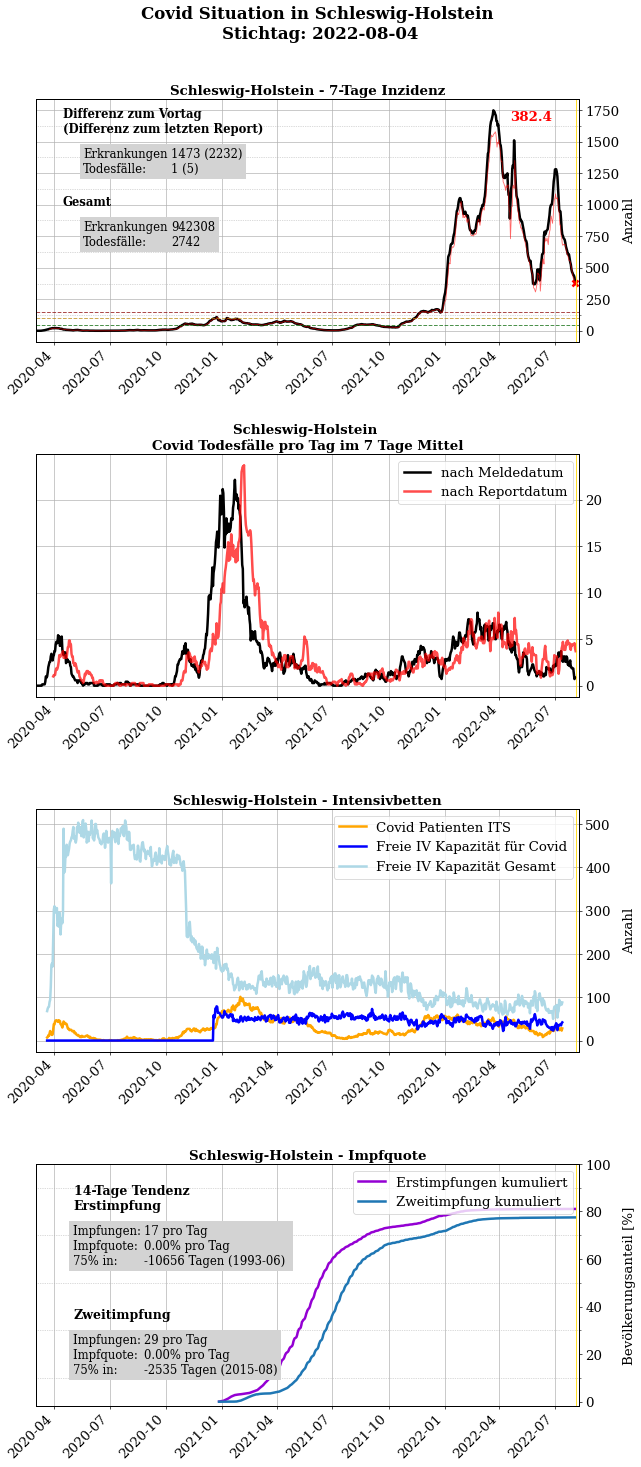 Covid Situation in Schleswig-Holstein
Stichtag: 2022-08-04
Schleswig-Holstein - 7-Tage Inzidenz
Differenz zum Vortag
(Differenz zum letzten Report)
Erkrankungen 1473 (2232)
Todesfälle: 1 (5)
Gesamt
Erkrankungen 942308
Todesfälle: 2742
382.4
1750
1500
1250
1000
750
500
250
0
Anzahl
2020-04 2020-07 2020-10 2021-01 2021-04 2021-07 2021-10 2022-01 2022-04 2022-07
Schleswig-Holstein
Covid Todesfälle pro Tag im 7 Tage Mittel
nach Meldedatum
nach Reportdatum
20
15
10
5
0
2020-04 2020-07 2020-10 2021-01 2021-04 2021-07 2021-10 2022-01 2022-04 2022-07
Schleswig-Holstein - Intensivbetten
Covid Patienten ITS
Freie IV Kapazität für Covid
Freie IV Kapazität Gesamt
500
400
300
200
100
0
Anzahl
2020-04 2020-07 2020-10 2021-01 2021-04 2021-07 2021-10 2022-01 2022-04 2022-07
Schleswig-Holstein - Impfquote
14-Tage Tendenz
Erstimpfung
Impfungen: 17 pro Tag
Impfquote: 0.00% pro Tag
75% in: -10656 Tagen (1993-06)
Zweitimpfung
Impfungen: 29 pro Tag
Impfquote: 0.00% pro Tag
75% in: -2535 Tagen (2015-08)
Erstimpfungen kumuliert
Zweitimpfung kumuliert
100
80
60
40
20
0
Bevölkerungsanteil [%]
2020-04 2020-07 2020-10 2021-01 2021-04 2021-07 2021-10 2022-01 2022-04 2022-07